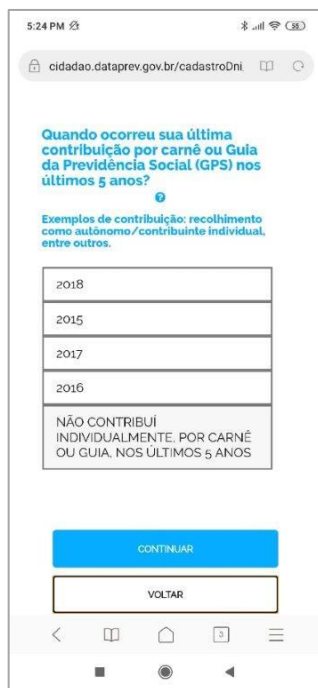 5:24 PM
55
cidadao.dataprev.gov.br/cadastroDni
Quando ocorreu sua última
contribuição por carnê ou Guia
da Previdência Social (GPS) nos
últimos 5 anos?
?
Exemplos de contribuição: recolhimento
como autônomo/contribuinte individual,
entre outros.
2018
2015
2017
2016
NÃO CONTRIBUÍ
INDIVIDUALMENTE, POR CARNÊ
OU GUIA, NOS ÚLTIMOS 5 ANOS
CONTINUAR
VOLTAR
3